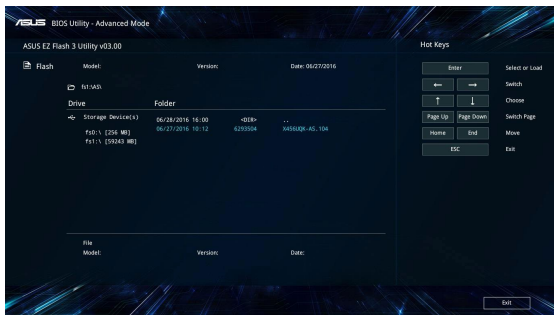 ASUS BIOS Utility - Advanced Mode
ASUS EZ Flash 3 Utility v03.00
Flash Model: Version: Date: 06/27/2016
fs1:\AS\
Drive Folder
Storage Device(s) 06/28/2016 16:00 <DIR> ..
06/27/2016 10:12 6293504 X456UQK-AS.104
fs0:\ [256 MB]
fs1:\ [59243 MB]
File
Model: Version: Date:
Hot Keys
Enter Select or Load
← → Switch
↑ ↓ Choose
Page Up Page Down Switch Page
Home End Move
ESC Exit
Exit